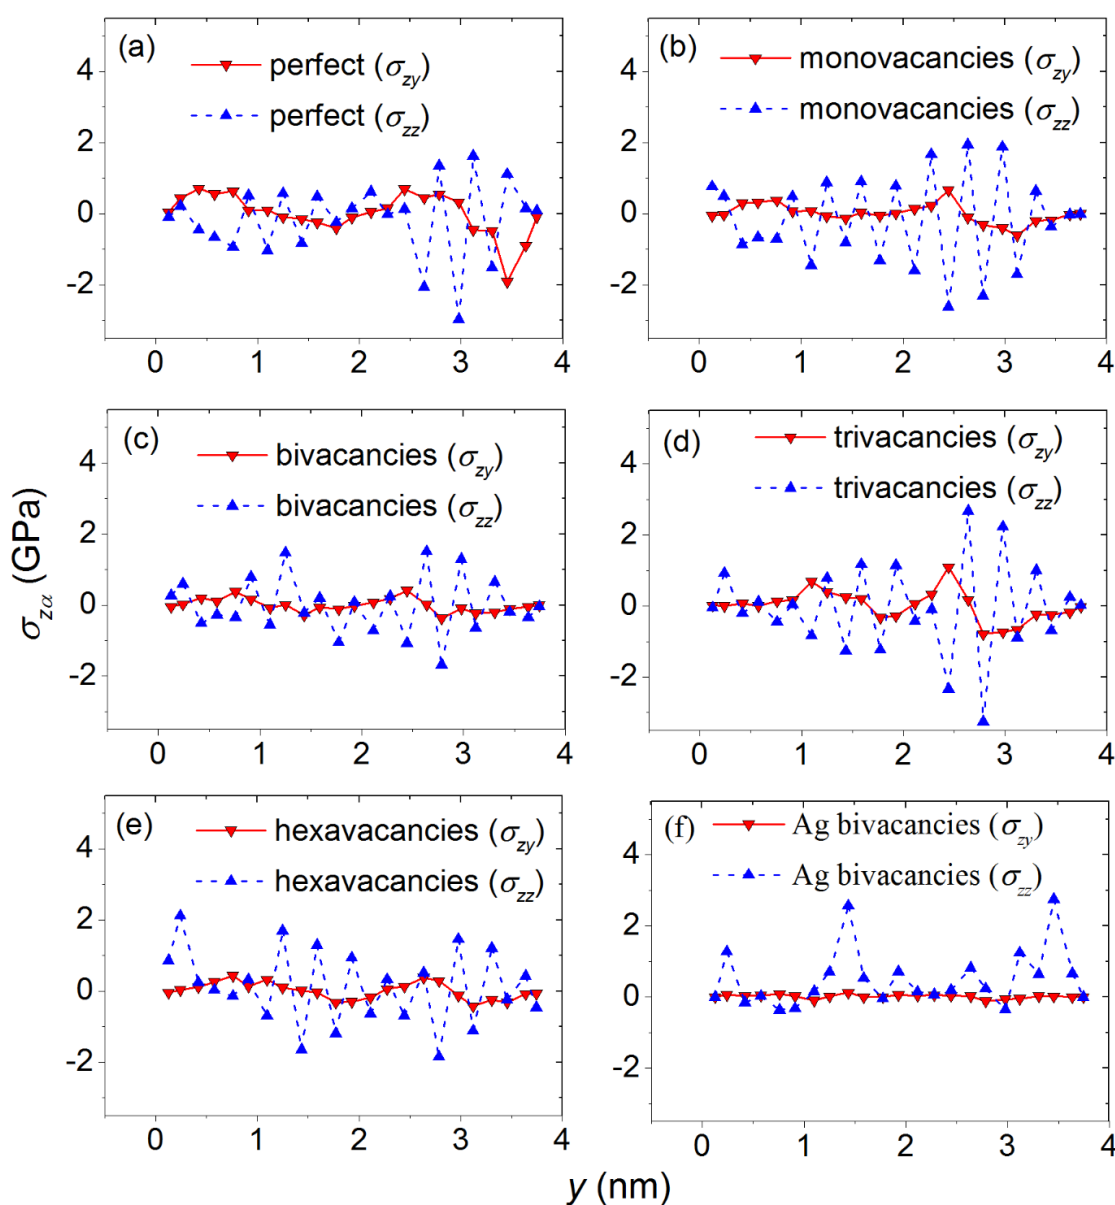 (a)
perfect (σzy)
perfect (σzz)
4
2
0
-2
0 1 2 3 4
(b)
monovacancies (σzy)
monovacancies (σzz)
4
2
0
-2
0 1 2 3 4
(c)
bivacancies (σzy)
bivacancies (σzz)
4
2
0
-2
0 1 2 3 4
(d)
trivacancies (σzy)
trivacancies (σzz)
4
2
0
-2
0 1 2 3 4
(e)
hexavacancies (σzy)
hexavacancies (σzz)
4
2
0
-2
0 1 2 3 4
(f)
Ag bivacancies (σzy)
Ag bivacancies (σzz)
4
2
0
-2
0 1 2 3 4
σzα (GPa)
y (nm)